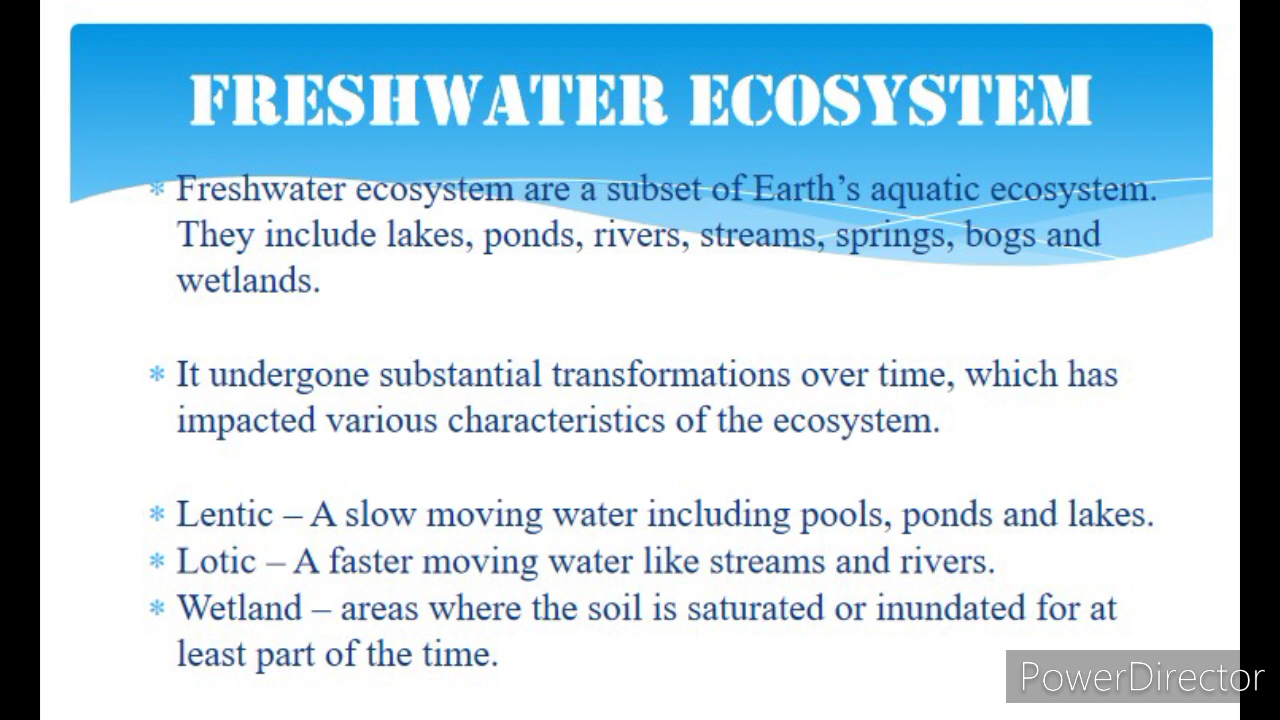 FRESHWATER ECOSYSTEM
* Freshwater ecosystem are a subset of Earth’s aquatic ecosystem.
They include lakes, ponds, rivers, streams, springs, bogs and
wetlands.
* It undergone substantial transformations over time, which has
impacted various characteristics of the ecosystem.
* Lentic – A slow moving water including pools, ponds and lakes.
* Lotic – A faster moving water like streams and rivers.
* Wetland – areas where the soil is saturated or inundated for at
least part of the time.
PowerDirector